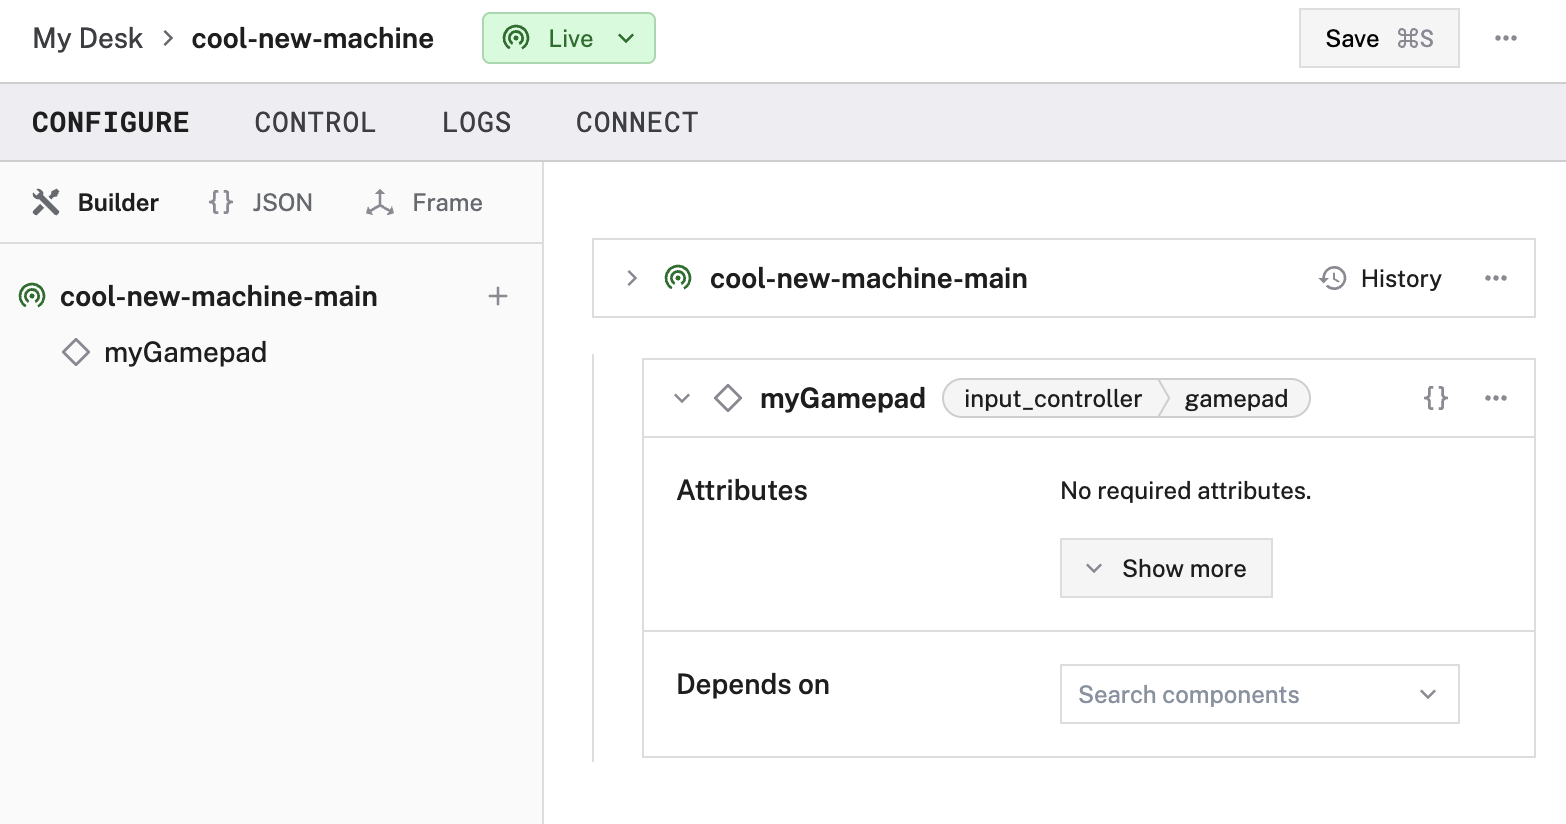 My Desk > cool-new-machine Live Save ⌘S ...
CONFIGURE CONTROL LOGS CONNECT
Builder {} JSON Frame
cool-new-machine-main +
myGamepad
cool-new-machine-main History ...
myGamepad input_controller gamepad {} ...
Attributes No required attributes.
Show more
Depends on Search components